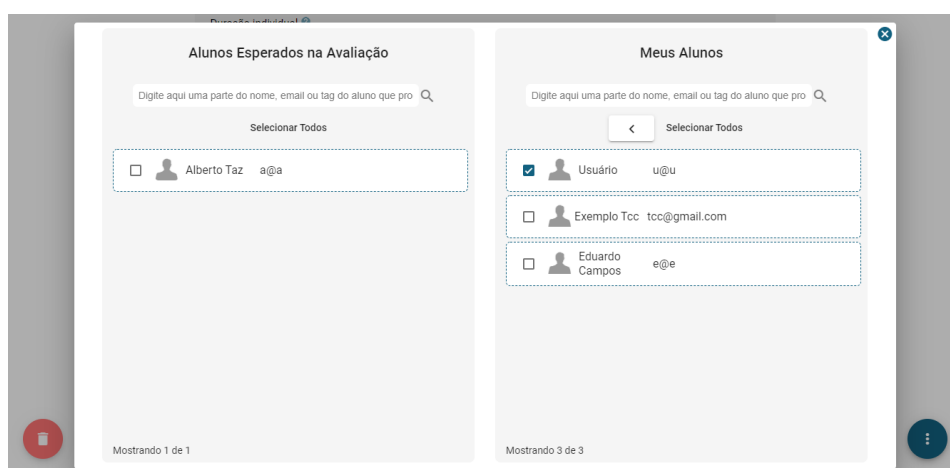 Duração individual
Alunos Esperados na Avaliação
Digite aqui uma parte do nome, email ou tag do aluno que pro
Selecionar Todos
Alberto Taz a@a
Mostrando 1 de 1
Meus Alunos
Digite aqui uma parte do nome, email ou tag do aluno que pro
Selecionar Todos
Usuário u@u
Exemplo Tcc tcc@gmail.com
Eduardo
Campos e@e
Mostrando 3 de 3